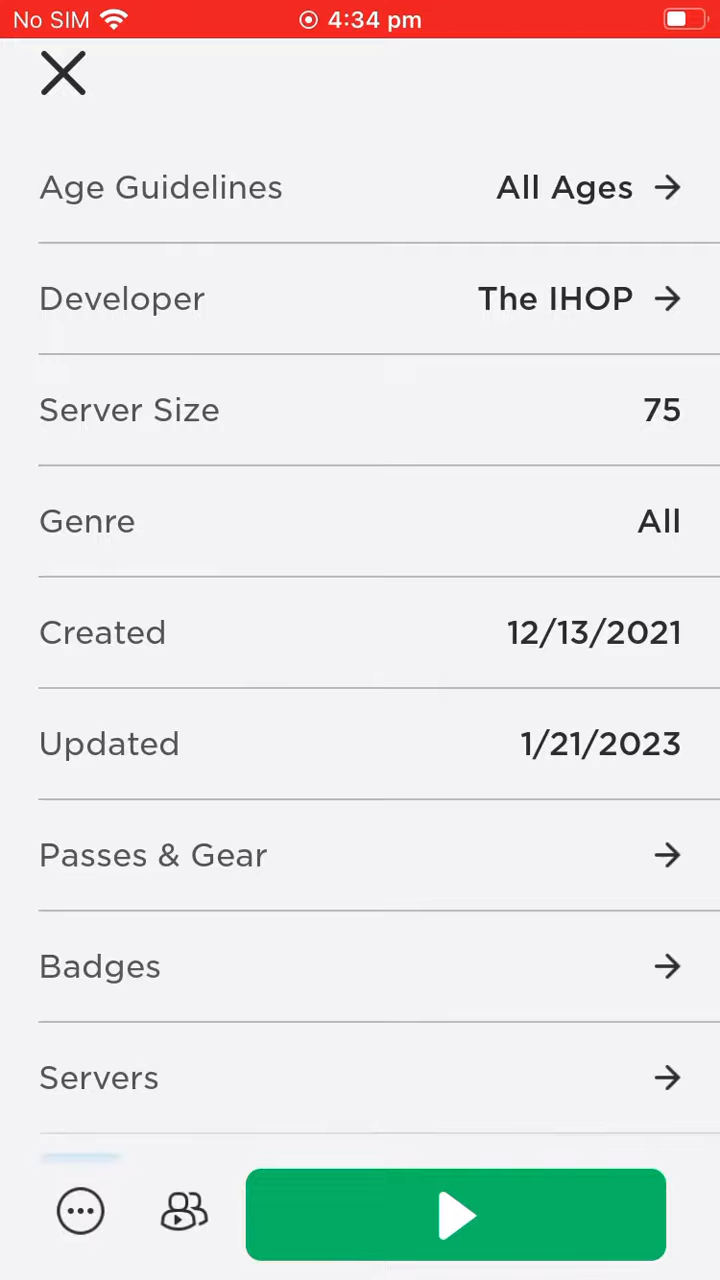 No SIM 4:34 pm
Age Guidelines All Ages
Developer The IHOP
Server Size 75
Genre All
Created 12/13/2021
Updated 1/21/2023
Passes & Gear
Badges
Servers